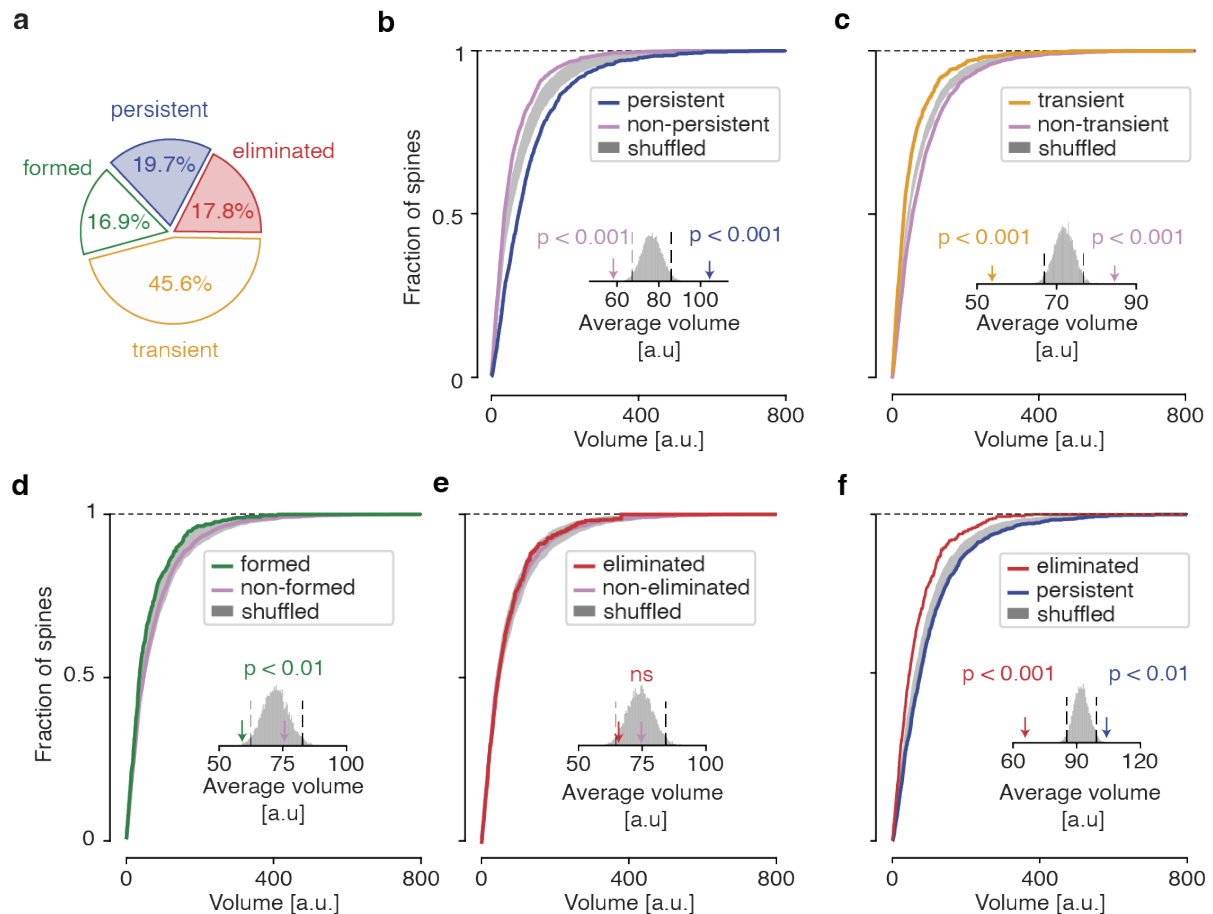 a
persistent
19.7%
eliminated
17.8%
formed
16.9%
45.6%
transient
b
Fraction of spines
1
0.5
0
persistent
non-persistent
shuffled
p < 0.001
p < 0.001
58 80 100
Average volume
[a.u]
0 400 800
Volume [a.u.]
c
transient
non-transient
shuffled
p < 0.001
p < 0.001
50 70 90
Average volume
[a.u]
0 400 800
Volume [a.u.]
d
Fraction of spines
1
0.5
0
formed
non-formed
shuffled
p < 0.01
50 75 100
Average volume
[a.u]
0 400 800
Volume [a.u.]
e
eliminated
non-eliminated
shuffled
ns
50 75 100
Average volume
[a.u]
0 400 800
Volume [a.u.]
f
eliminated
persistent
shuffled
p < 0.001
p < 0.01
60 90 120
Average volume
[a.u]
0 400 800
Volume [a.u.]